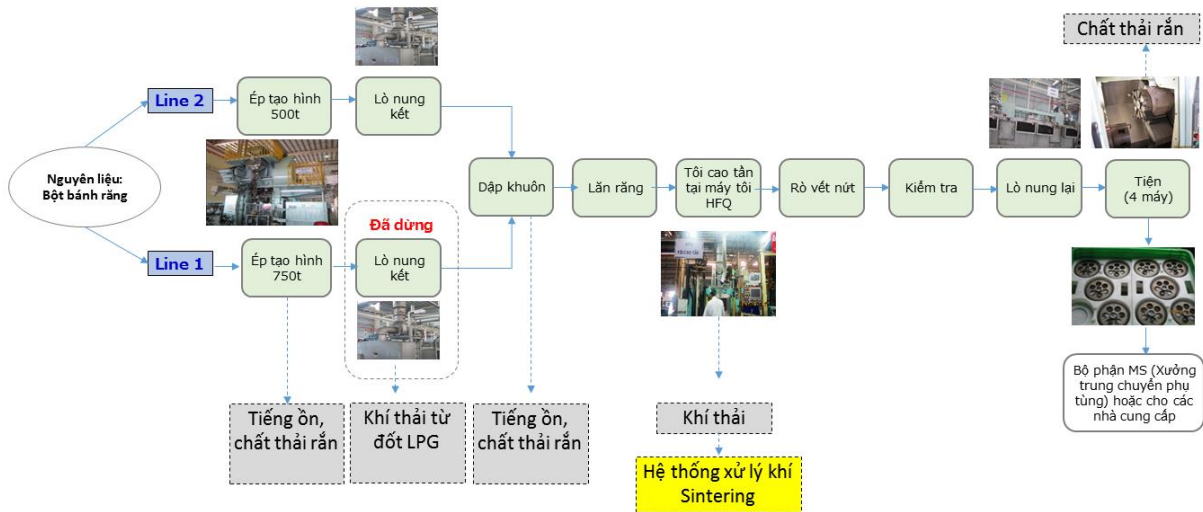 Chất thải rắn
Line 2
Ép tạo hình
500t
Lò nung
kết
Nguyên liệu:
Bột bánh răng
Dập khuôn
Lăn răng
Tôi cao tần
tại máy tôi
HFQ
Rò vết nứt
Kiểm tra
Lò nung lại
Tiện
(4 máy)
Đã dừng
Line 1
Ép tạo hình
750t
Lò nung
kết
Bộ phận MS (Xưởng
trung chuyển phụ
tùng) hoặc cho các
nhà cung cấp
Tiếng ồn,
chất thải rắn
Khí thải từ
đốt LPG
Tiếng ồn,
chất thải rắn
Khí thải
Hệ thống xử lý khí
Sintering